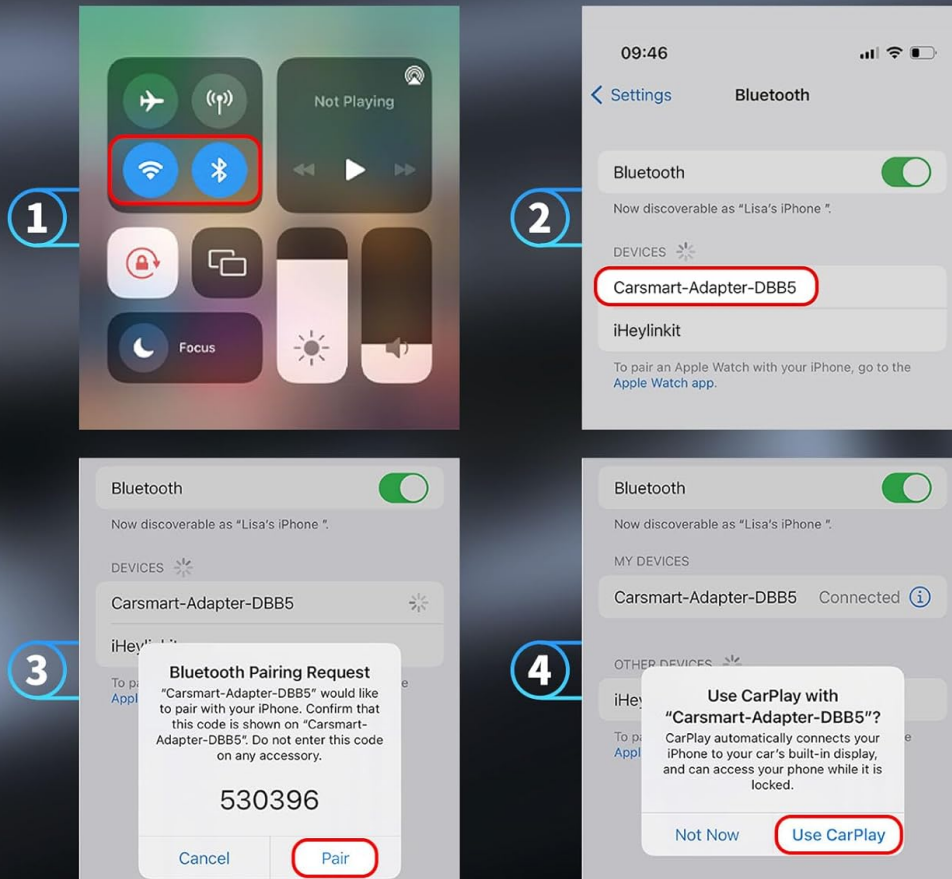 1
Not Playing
Focus
2
09:46
Settings
Bluetooth
Bluetooth
Now discoverable as “Lisa's iPhone ”.
DEVICES
Carsmart-Adapter-DBB5
iHeylinkit
To pair an Apple Watch with your iPhone, go to the
Apple Watch app.
3
Bluetooth
Now discoverable as “Lisa's iPhone ”.
DEVICES
Carsmart-Adapter-DBB5
Bluetooth Pairing Request
“Carsmart-Adapter-DBB5” would like
to pair with your iPhone. Confirm that
this code is shown on “Carsmart-
Adapter-DBB5”. Do not enter this code
on any accessory.
530396
Cancel
Pair
4
Bluetooth
Now discoverable as “Lisa's iPhone ”.
MY DEVICES
Carsmart-Adapter-DBB5 Connected
OTHER DEVICES
Use CarPlay with
“Carsmart-Adapter-DBB5”?
CarPlay automatically connects your
iPhone to your car's built-in display,
and can access your phone while it is
locked.
Not Now
Use CarPlay